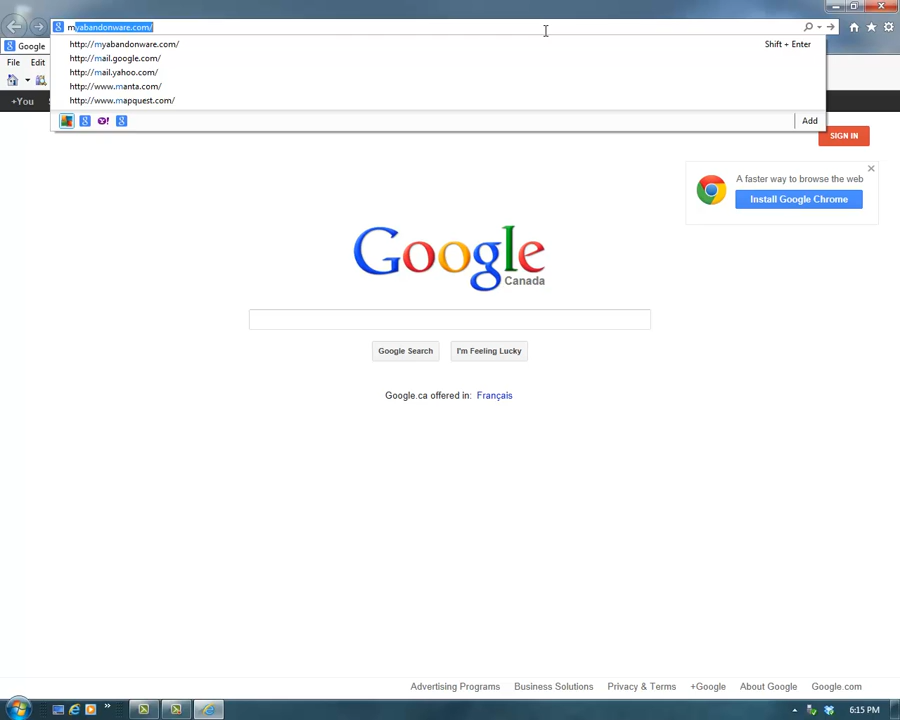 myabandonware.com/
Google
http://myabandonware.com/ Shift + Enter
http://mail.google.com/
http://mail.yahoo.com/
http://www.manta.com/
http://www.mapquest.com/
File Edit
+You
Y! Add
SIGN IN
A faster way to browse the web
Install Google Chrome
Google
Canada
Google Search I'm Feeling Lucky
Google.ca offered in: Français
Advertising Programs Business Solutions Privacy & Terms +Google About Google Google.com
6:15 PM